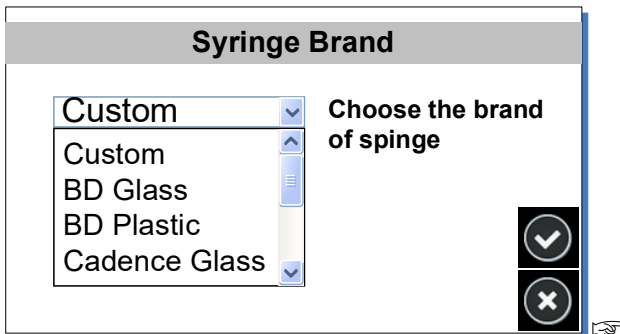 Syringe Brand
Custom
Custom
BD Glass
BD Plastic
Cadence Glass
Choose the brand
of spinge